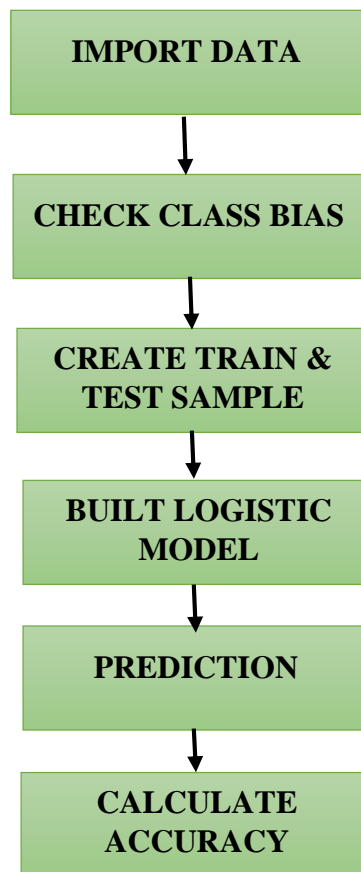 IMPORT DATA
CHECK CLASS BIAS
CREATE TRAIN &
TEST SAMPLE
BUILT LOGISTIC
MODEL
PREDICTION
CALCULATE
ACCURACY